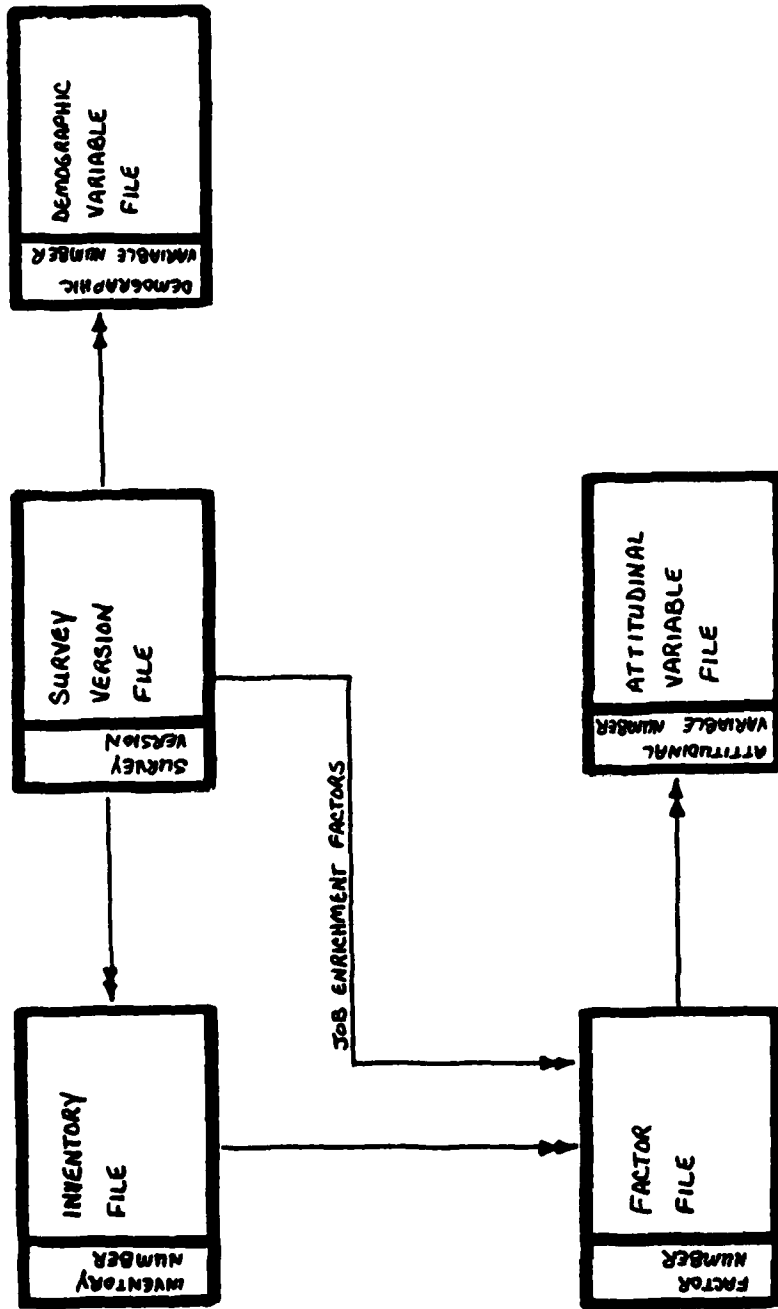 INVENTORY
NUMBER
INVENTORY
FILE
SURVEY
VERSION
SURVEY
VERSION
FILE
DEMOGRAPHIC
VARIABLE NUMBER
DEMOGRAPHIC
VARIABLE
FILE
JOB ENRICHMENT FACTORS
FACTOR
NUMBER
FACTOR
FILE
ATTITUDINAL
VARIABLE NUMBER
ATTITUDINAL
VARIABLE
FILE